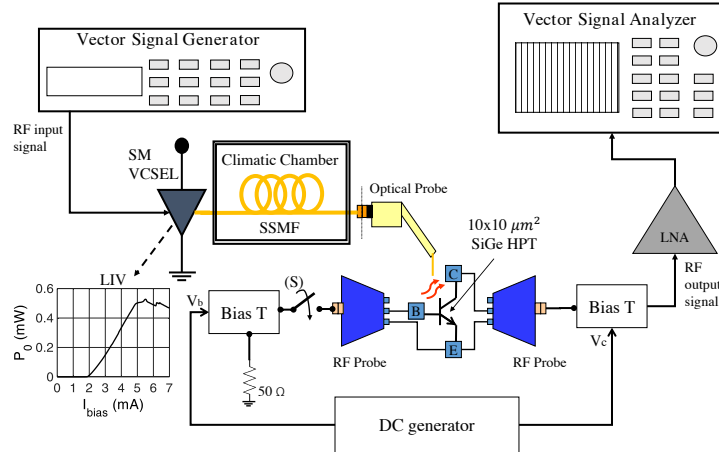 Vector Signal Generator
Vector Signal Analyzer
RF input
signal
SM
VCSEL
Climatic Chamber
SSMF
Optical Probe
10x10 μm²
SiGe HPT
LNA
RF
output
signal
LIV
0.6
0.4
0.2
0
P_0 (mW)
0 1 2 3 4 5 6 7
I_bias (mA)
V_b
Bias T
(S)
50 Ω
RF Probe
C
B
E
RF Probe
Bias T
V_c
DC generator